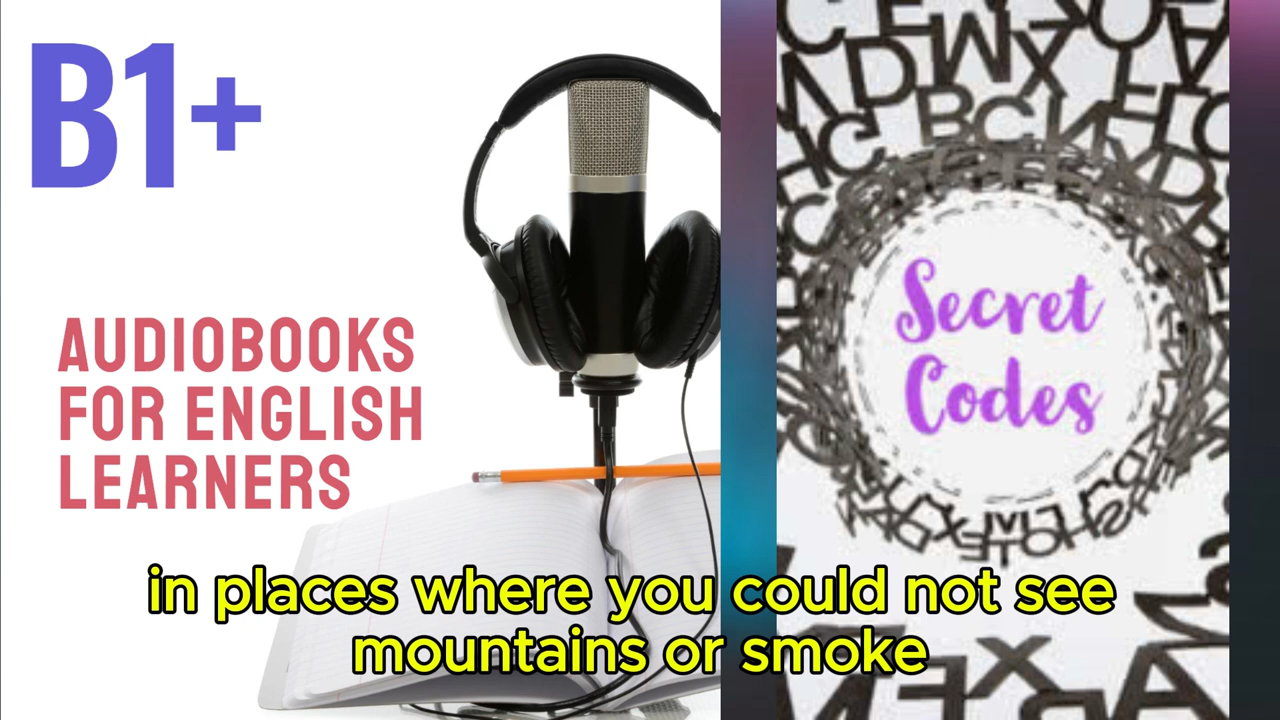 B1+
AUDIOBOOKS
FOR ENGLISH
LEARNERS
Secret
Codes
in places where you could not see
mountains or smoke